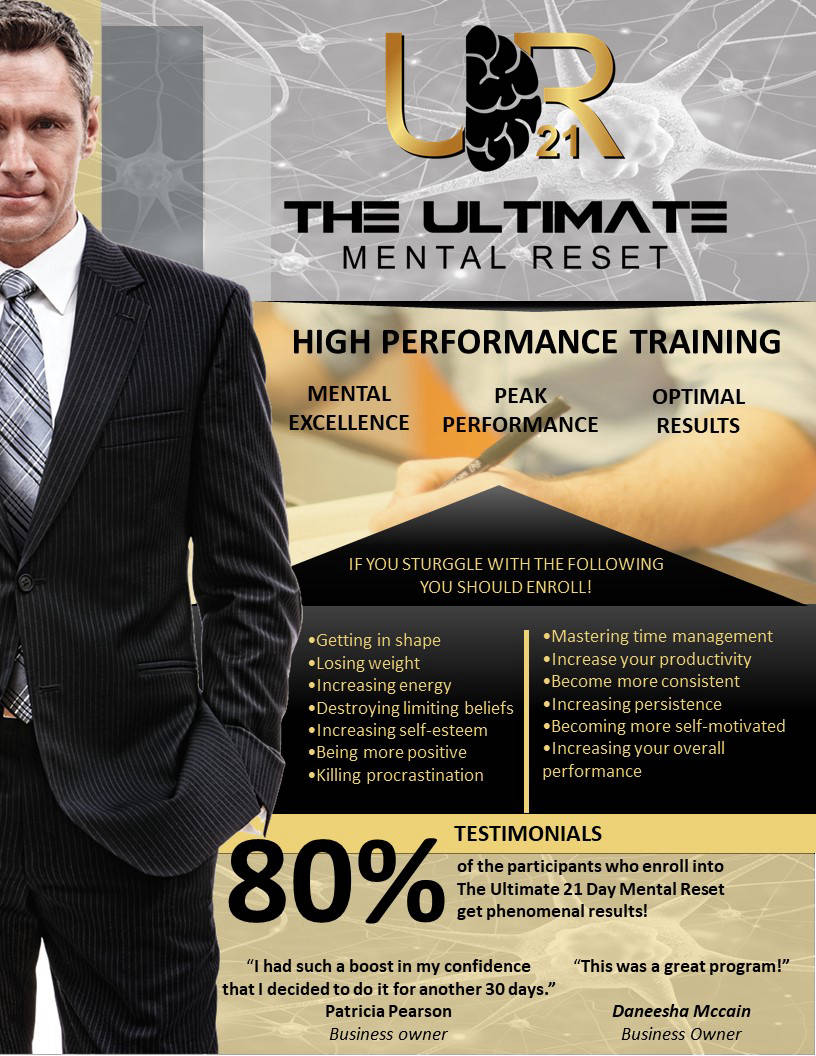 UR
21
THE ULTIMATE
MENTAL RESET
HIGH PERFORMANCE TRAINING
MENTAL
EXCELLENCE
PEAK
PERFORMANCE
OPTIMAL
RESULTS
IF YOU STURGGLE WITH THE FOLLOWING
YOU SHOULD ENROLL!
•Getting in shape
•Losing weight
•Increasing energy
•Destroying limiting beliefs
•Increasing self-esteem
•Being more positive
•Killing procrastination
•Mastering time management
•Increase your productivity
•Become more consistent
•Increasing persistence
•Becoming more self-motivated
•Increasing your overall
performance
TESTIMONIALS
80%
of the participants who enroll into
The Ultimate 21 Day Mental Reset
get phenomenal results!
“I had such a boost in my confidence
that I decided to do it for another 30 days.”
Patricia Pearson
Business owner
“This was a great program!”
Daneesha Mccain
Business Owner